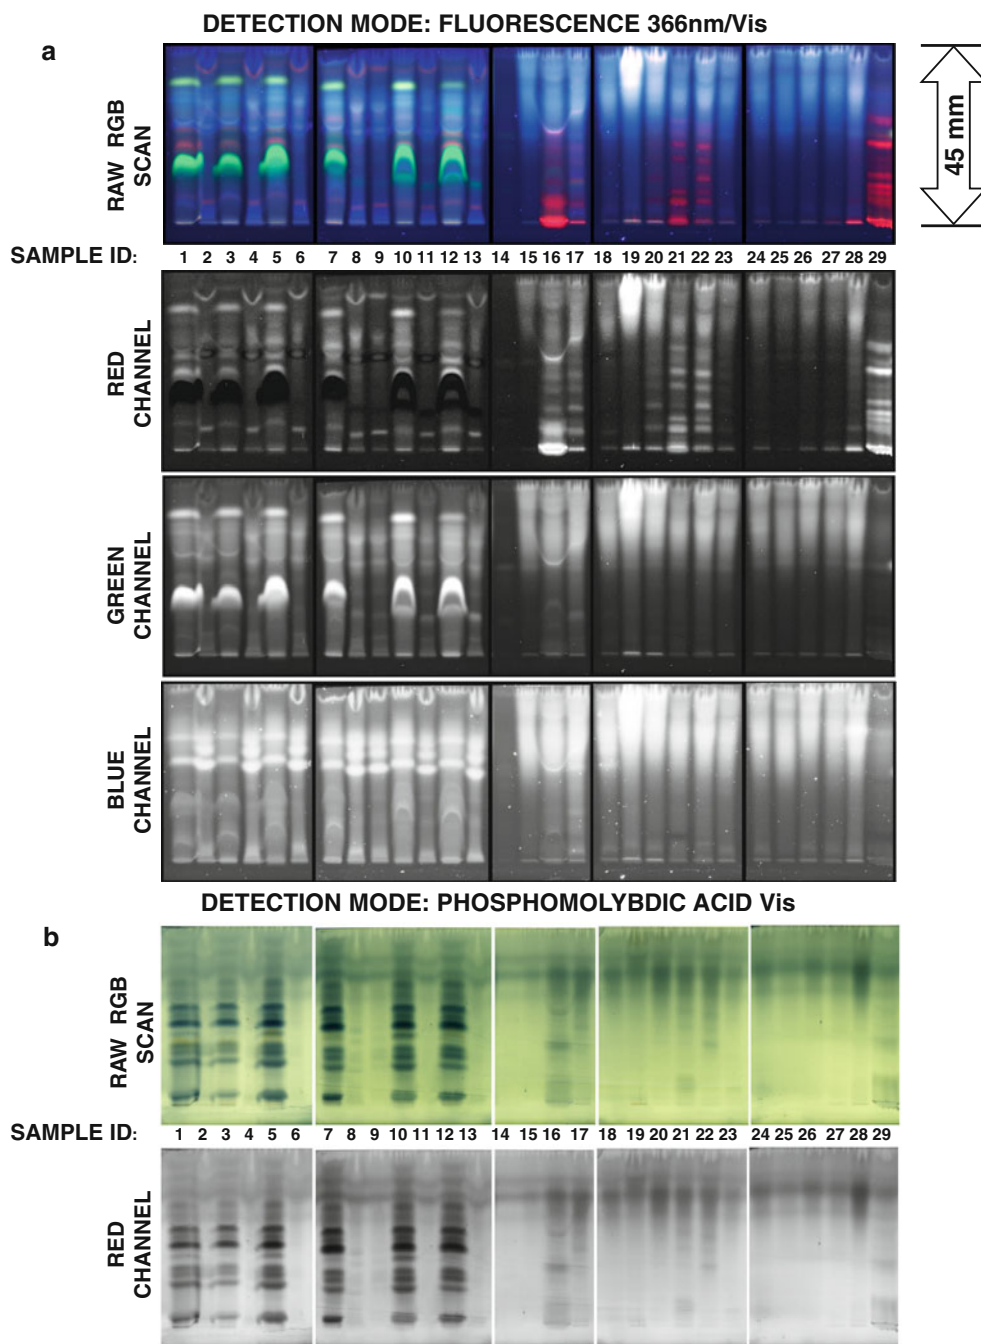 DETECTION MODE: FLUORESCENCE 366nm/Vis
a
RAW RGB
SCAN
45 mm
SAMPLE ID: 1 2 3 4 5 6 7 8 9 10 11 12 13 14 15 16 17 18 19 20 21 22 23 24 25 26 27 28 29
RED
CHANNEL
GREEN
CHANNEL
BLUE
CHANNEL
DETECTION MODE: PHOSPHOMOLYBDIC ACID Vis
b
RAW RGB
SCAN
SAMPLE ID: 1 2 3 4 5 6 7 8 9 10 11 12 13 14 15 16 17 18 19 20 21 22 23 24 25 26 27 28 29
RED
CHANNEL